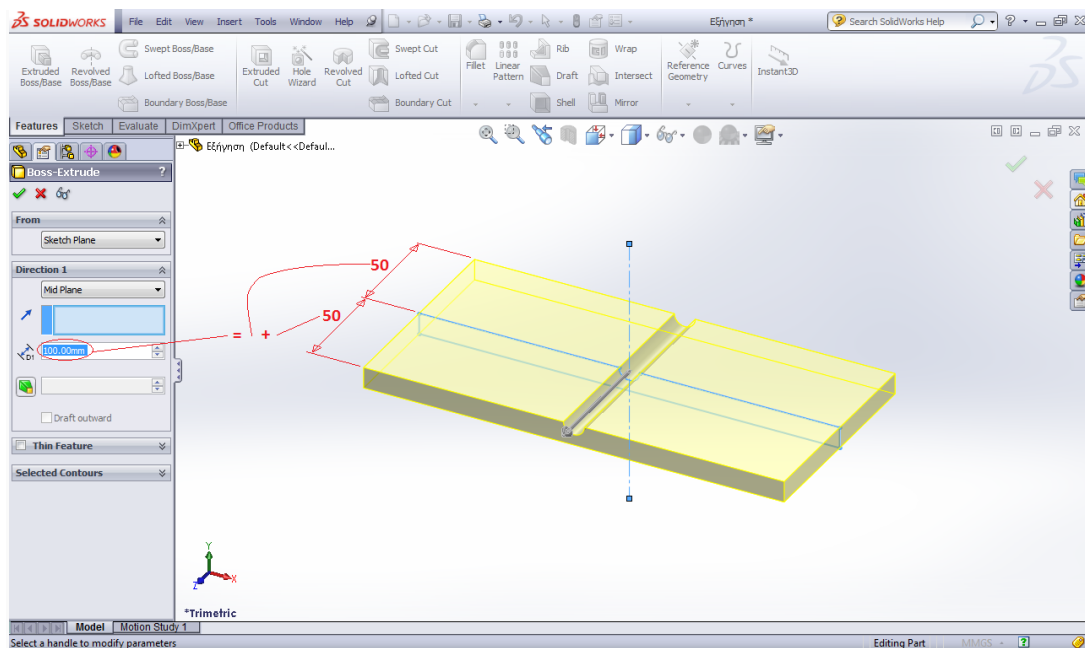 SOLIDWORKS File Edit View Insert Tools Window Help Εξήγηση * Search SolidWorks Help ?
Extruded Boss/Base
Revolved Boss/Base
Swept Boss/Base
Lofted Boss/Base
Boundary Boss/Base
Extruded Cut
Hole Wizard
Revolved Cut
Swept Cut
Lofted Cut
Boundary Cut
Fillet
Linear Pattern
Rib
Draft
Shell
Wrap
Intersect
Mirror
Reference Geometry
Curves
Instant3D
Features Sketch Evaluate DimXpert Office Products
Εξήγηση (Default<<Defaul...
Boss-Extrude ?
From
Sketch Plane
Direction 1
Mid Plane
D1 100.00mm
Draft outward
Thin Feature
Selected Contours
50
50
= +
Y
X
Z
*Trimetric
Model Motion Study 1
Select a handle to modify parameters Editing Part MMGS - ?